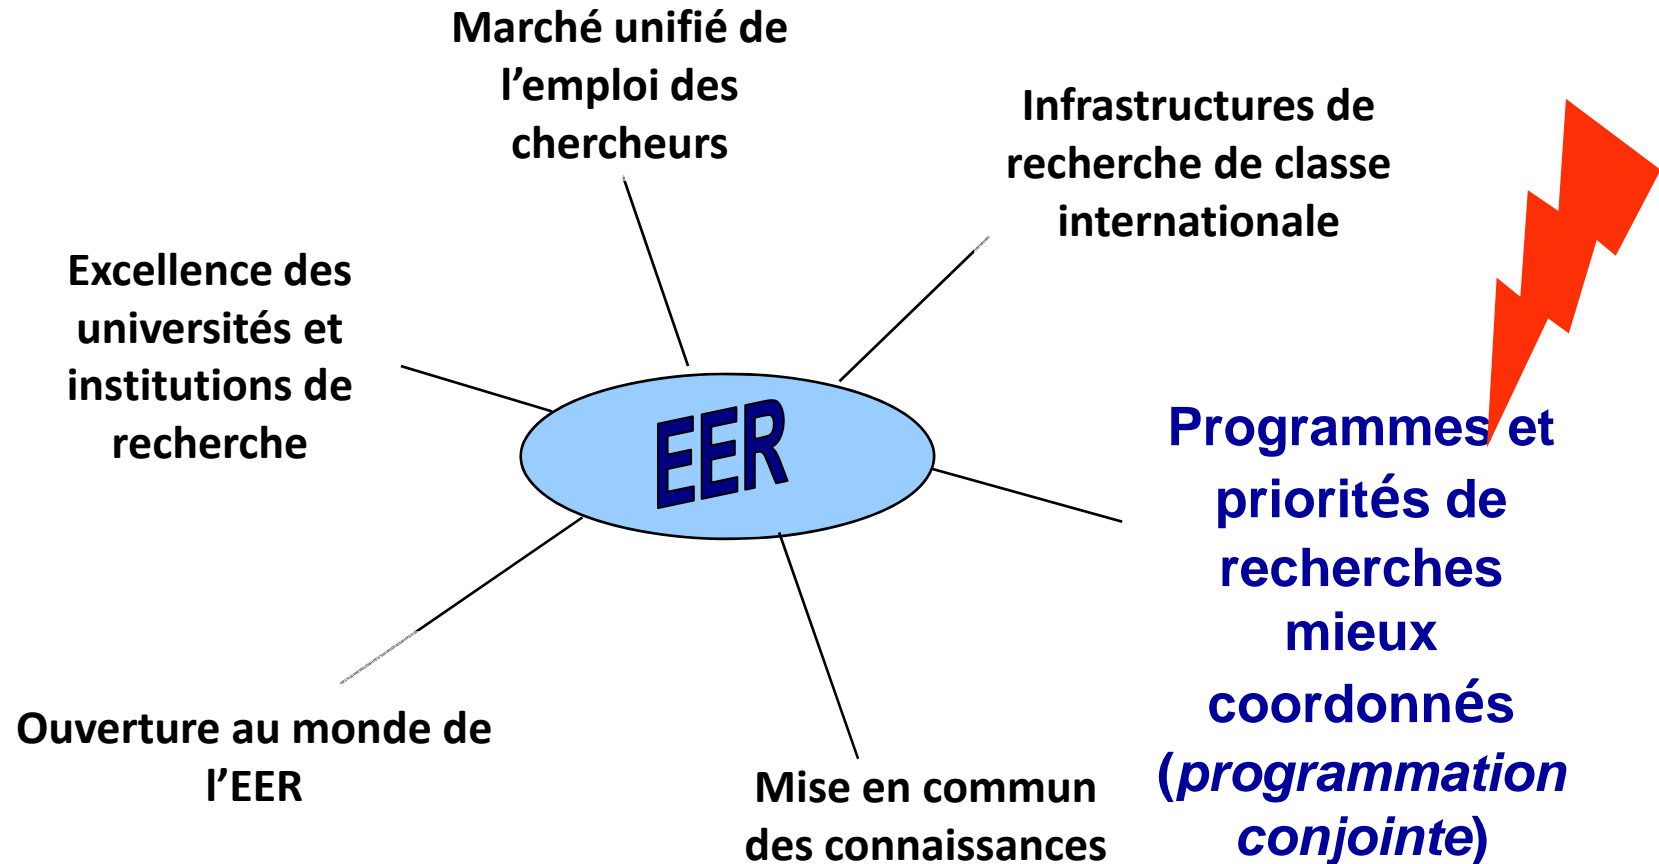 Marché unifié de
l’emploi des
chercheurs
Infrastructures de
recherche de classe
internationale
Excellence des
universités et
institutions de
recherche
EER
Programmes et
priorités de
recherches
mieux
coordonnés
(programmation
conjointe)
Ouverture au monde de
l’EER
Mise en commun
des connaissances